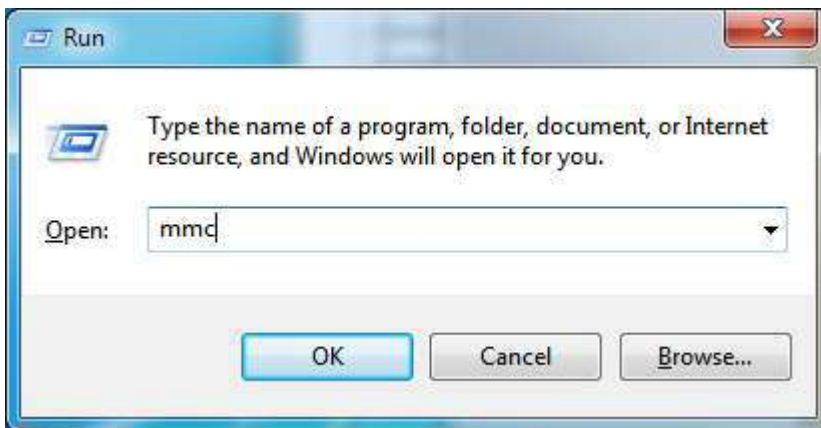 Run
Type the name of a program, folder, document, or Internet
resource, and Windows will open it for you.
Open: mmc
OK Cancel Browse...